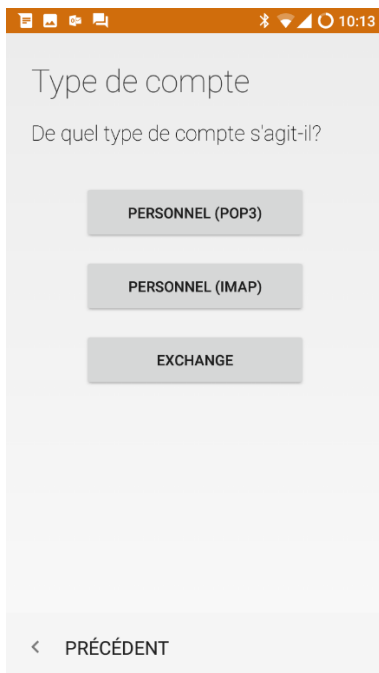 10:13
Type de compte
De quel type de compte s'agit-il?
PERSONNEL (POP3)
PERSONNEL (IMAP)
EXCHANGE
PRÉCÉDENT